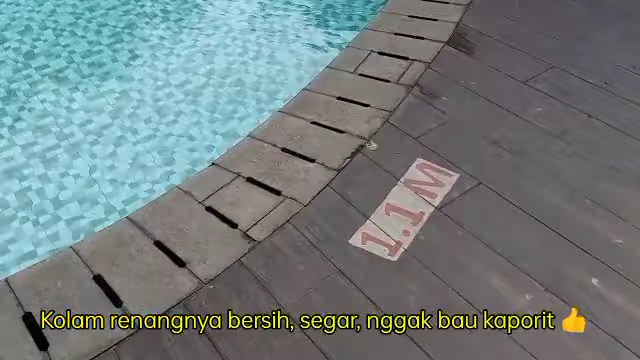 1.1 M
Kolam renangnya bersih, segar, nggak bau kaporit 👍